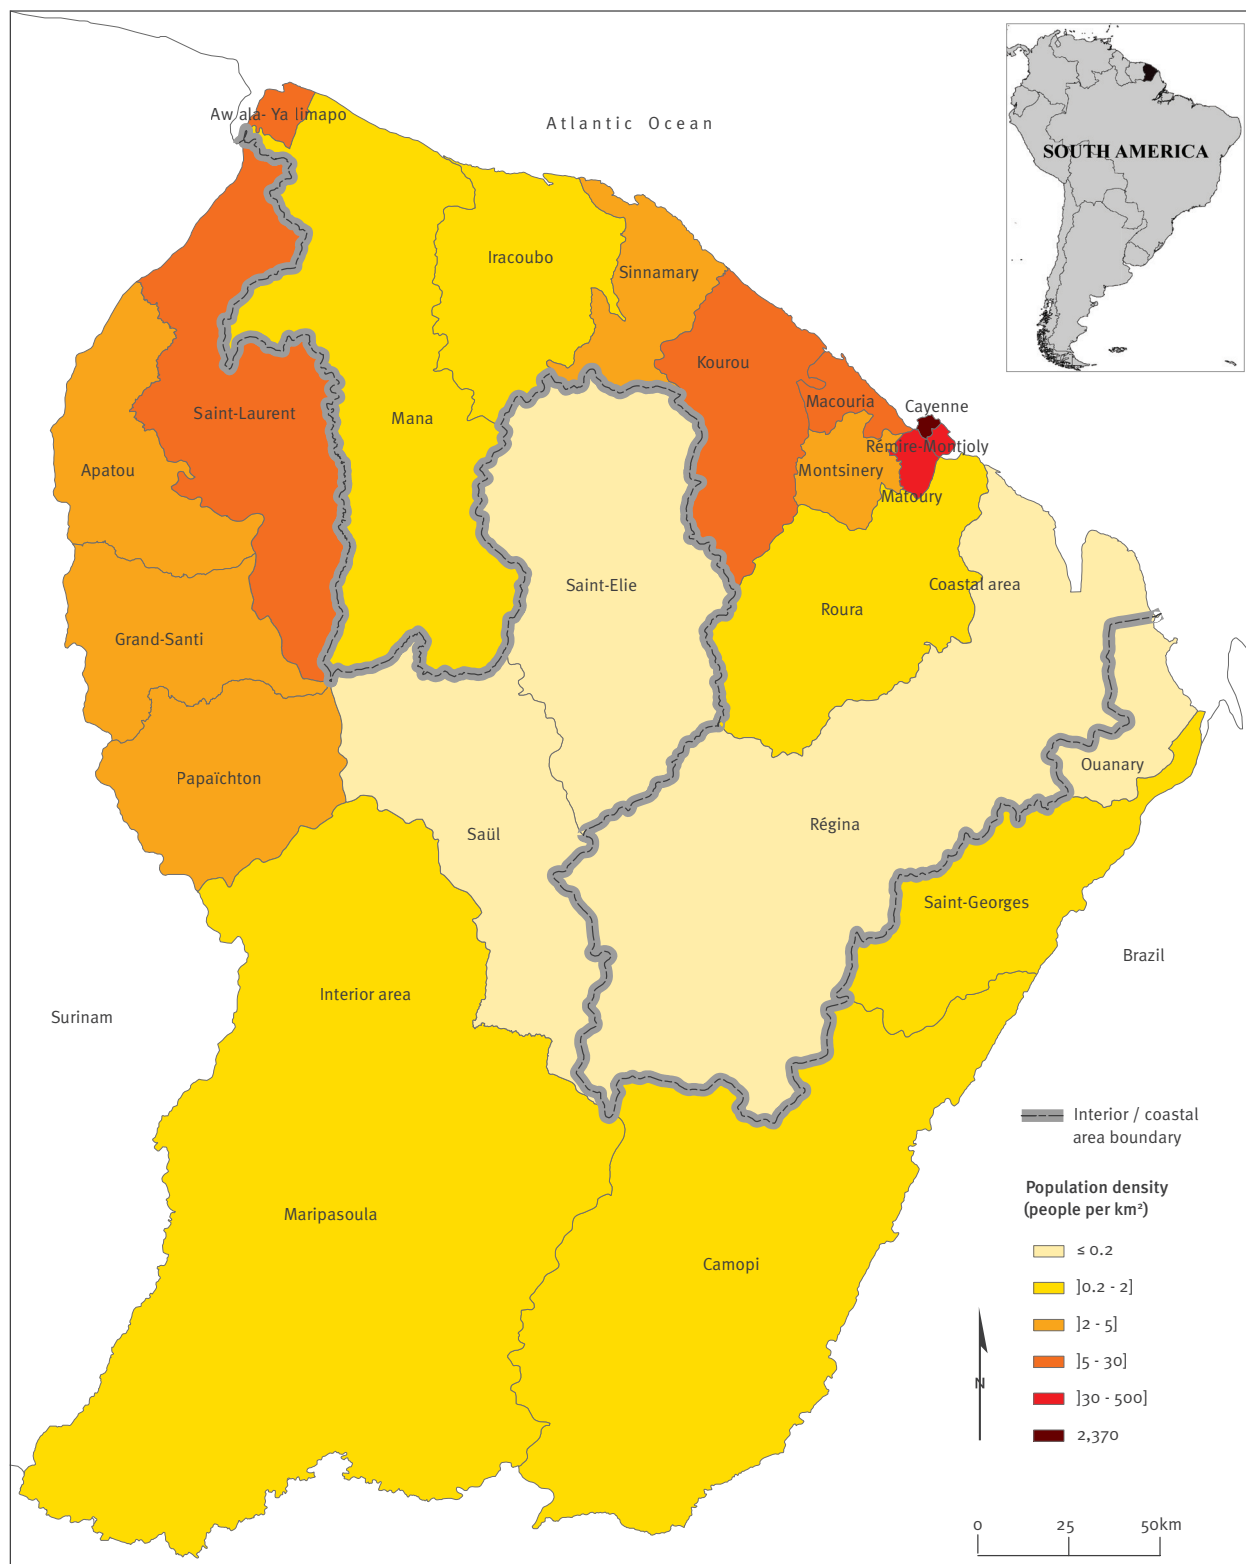 SOUTH AMERICA
Atlantic Ocean
Aw ala- Ya limapo
Iracoubo
Sinnamary
Kourou
Macouria
Cayenne
Saint-Laurent
Mana
Rémire-Montjoly
Apatou
Montsinery
Matoury
Saint-Elie
Coastal area
Roura
Grand-Santi
Ouanary
Papaïchton
Régina
Saül
Saint-Georges
Brazil
Interior area
Surinam
Maripasoula
Camopi
Interior / coastal
area boundary
Population density
(people per km²)
≤ 0.2
]0.2 - 2]
]2 - 5]
]5 - 30]
]30 - 500]
2,370
N
0 25 50km